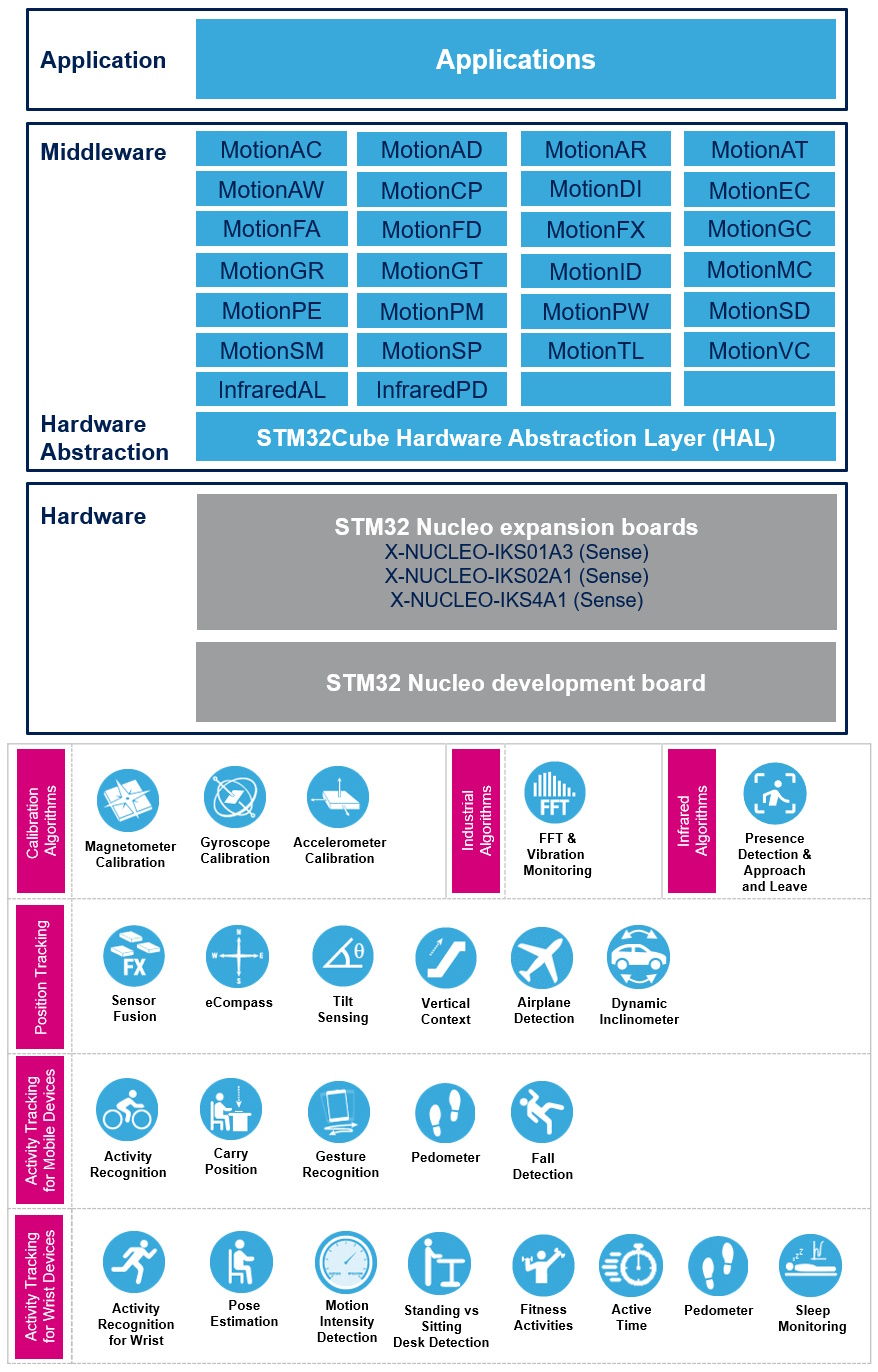 Application
Applications
Middleware
MotionAC MotionAD MotionAR MotionAT
MotionAW MotionCP MotionDI MotionEC
MotionFA MotionFD MotionFX MotionGC
MotionGR MotionGT MotionID MotionMC
MotionPE MotionPM MotionPW MotionSD
MotionSM MotionSP MotionTL MotionVC
InfraredAL InfraredPD
Hardware
Abstraction
STM32Cube Hardware Abstraction Layer (HAL)
Hardware
STM32 Nucleo expansion boards
X-NUCLEO-IKS01A3 (Sense)
X-NUCLEO-IKS02A1 (Sense)
X-NUCLEO-IKS4A1 (Sense)
STM32 Nucleo development board
Calibration
Algorithms
Magnetometer
Calibration
Gyroscope
Calibration
Accelerometer
Calibration
Industrial
Algorithms
FFT
FFT &
Vibration
Monitoring
Infrared
Algorithms
Presence
Detection &
Approach
and Leave
Position Tracking
FX
Sensor
Fusion
N
W E
S
eCompass
θ
Tilt
Sensing
Vertical
Context
Airplane
Detection
Dynamic
Inclinometer
Activity Tracking
for Mobile Devices
Activity
Recognition
Carry
Position
Gesture
Recognition
Pedometer
Fall
Detection
Activity Tracking
for Wrist Devices
Activity
Recognition
for Wrist
Pose
Estimation
Motion
Intensity
Detection
Standing vs
Sitting
Desk Detection
Fitness
Activities
Active
Time
Pedometer
zzz
Sleep
Monitoring